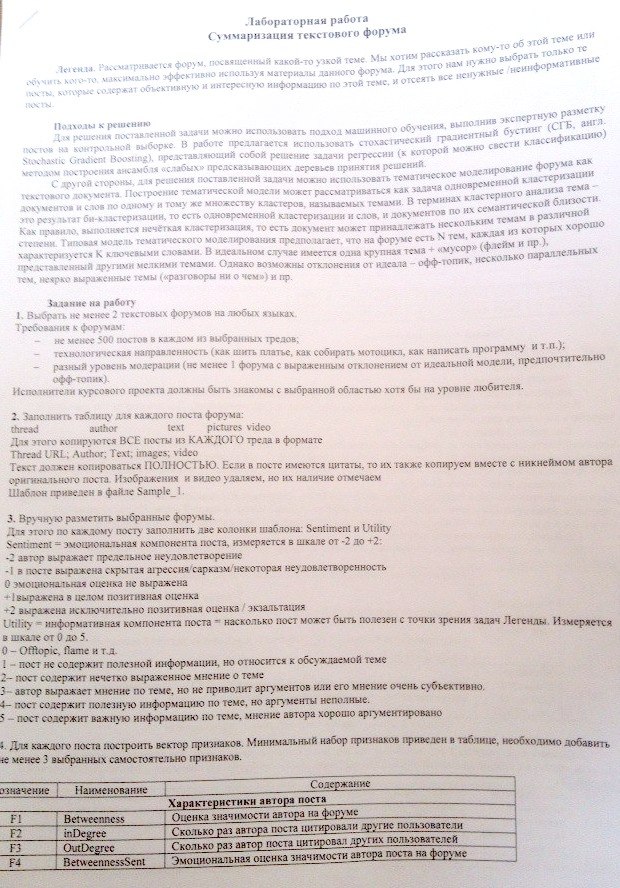 Лабораторная работа
Суммаризация текстового форума
Легенда. Рассматривается форум, посвященный какой-то узкой теме. Мы хотим рассказать кому-то об этой теме или
обучить кого-то, максимально эффективно используя материалы данного форума. Для этого нам нужно выбрать только те
посты, которые содержат объективную и интересную информацию по этой теме, и отсеять все ненужные /неинформативные
посты.
Подходы к решению
Для решения поставленной задачи можно использовать подход машинного обучения, выполнив экспертную разметку
постов на контрольной выборке. В работе предлагается использовать стохастический градиентный бустинг (СГБ, англ.
Stochastic Gradient Boosting), представляющий собой решение задачи регрессии (к которой можно свести классификацию)
методом построения ансамбля «слабых» предсказывающих деревьев принятия решений.
С другой стороны, для решения поставленной задачи можно использовать тематическое моделирование форума как
текстового документа. Построение тематической модели может рассматриваться как задача одновременной кластеризации
документов и слов по одному и тому же множеству кластеров, называемых темами. В терминах кластерного анализа тема –
это результат би-кластеризации, то есть одновременной кластеризации и слов, и документов по их семантической близости.
Как правило, выполняется нечёткая кластеризация, то есть документ может принадлежать нескольким темам в различной
степени. Типовая модель тематического моделирования предполагает, что на форуме есть N тем, каждая из которых хорошо
характеризуется K ключевыми словами. В идеальном случае имеется одна крупная тема + «мусор» (флейм и пр.),
представленный другими мелкими темами. Однако возможны отклонения от идеала – офф-топик, несколько параллельных
тем, неярко выраженные темы («разговоры ни о чем») и пр.
Задание на работу
1. Выбрать не менее 2 текстовых форумов на любых языках.
Требования к форумам:
– не менее 500 постов в каждом из выбранных тредов;
– технологическая направленность (как шить платье, как собирать мотоцикл, как написать программу и т.п.);
– разный уровень модерации (не менее 1 форума с выраженным отклонением от идеальной модели, предпочтительно
офф-топик).
Исполнители курсового проекта должны быть знакомы с выбранной областью хотя бы на уровне любителя.
2. Заполнить таблицу для каждого поста форума:
thread author text pictures video
Для этого копируются ВСЕ посты из КАЖДОГО треда в формате
Thread URL; Author; Text; images; video
Текст должен копироваться ПОЛНОСТЬЮ. Если в посте имеются цитаты, то их также копируем вместе с никнеймом автора
оригинального поста. Изображения и видео удаляем, но их наличие отмечаем
Шаблон приведен в файле Sample_1.
3. Вручную разметить выбранные форумы.
Для этого по каждому посту заполнить две колонки шаблона: Sentiment и Utility
Sentiment = эмоциональная компонента поста, измеряется в шкале от -2 до +2:
-2 автор выражает предельное неудовлетворение
-1 в посте выражена скрытая агрессия/сарказм/некоторая неудовлетворенность
0 эмоциональная оценка не выражена
+1выражена в целом позитивная оценка
+2 выражена исключительно позитивная оценка / экзальтация
Utility = информативная компонента поста = насколько пост может быть полезен с точки зрения задач Легенды. Измеряется
в шкале от 0 до 5.
0 – Offtopic, flame и т.д.
1 – пост не содержит полезной информации, но относится к обсуждаемой теме
2– пост содержит нечетко выраженное мнение о теме
3– автор выражает мнение по теме, но не приводит аргументов или его мнение очень субъективно.
4– пост содержит полезную информацию по теме, но аргументы неполные.
5 – пост содержит важную информацию по теме, мнение автора хорошо аргументировано
4. Для каждого поста построить вектор признаков. Минимальный набор признаков приведен в таблице, необходимо добавить
не менее 3 выбранных самостоятельно признаков.
означение Наименование Содержание
Характеристики автора поста
F1 Betweenness Оценка значимости автора на форуме
F2 inDegree Сколько раз автора поста цитировали другие пользователи
F3 OutDegree Сколько раз автор поста цитировал других пользователей
F4 BetweennessSent Эмоциональная оценка значимости автора поста на форуме